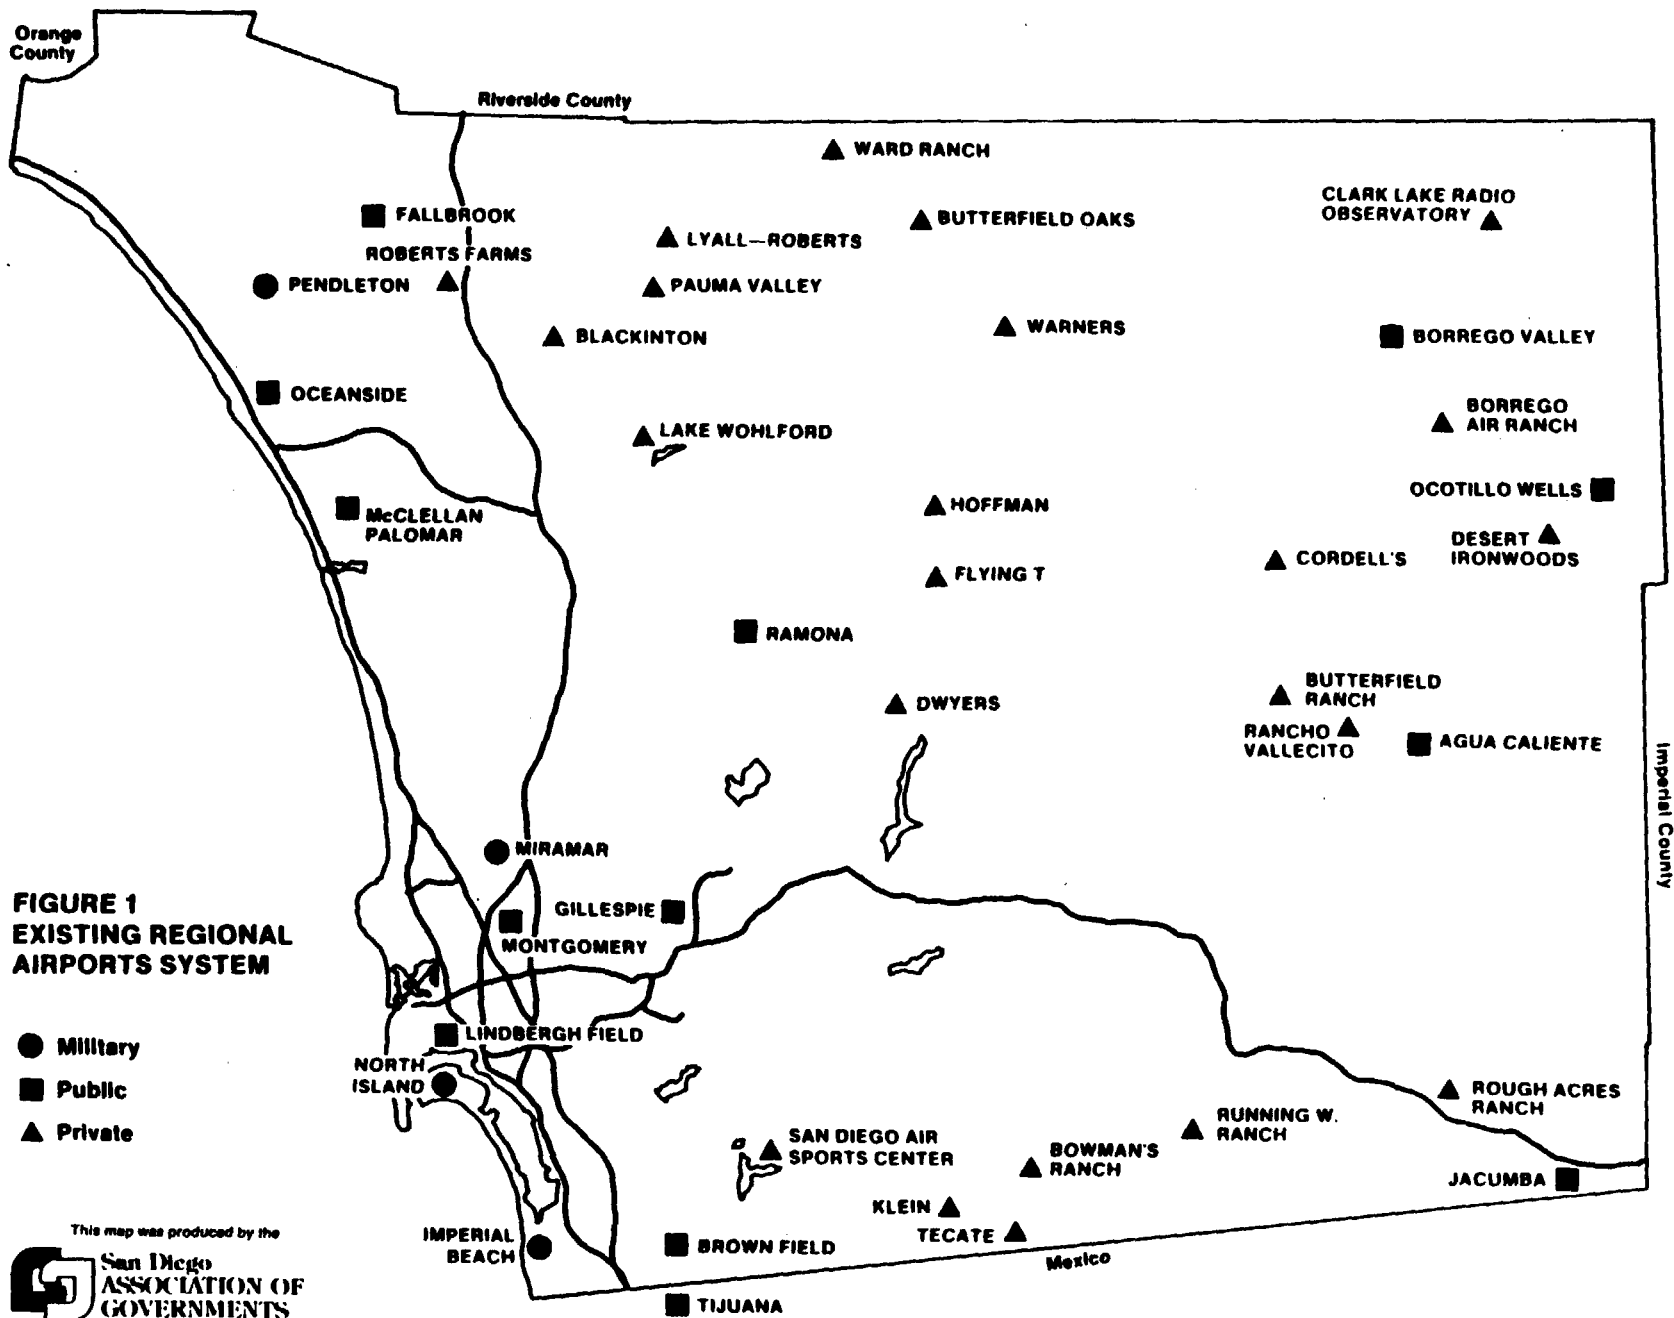 Orange
County
Riverside County
WARD RANCH
CLARK LAKE RADIO
OBSERVATORY
FALLBROOK
BUTTERFIELD OAKS
LYALL—ROBERTS
ROBERTS FARMS
PENDLETON
PAUMA VALLEY
BLACKINTON
WARNERS
BORREGO VALLEY
OCEANSIDE
BORREGO
AIR RANCH
LAKE WOHLFORD
OCOTILLO WELLS
HOFFMAN
McCLELLAN
PALOMAR
DESERT
IRONWOODS
CORDELL'S
FLYING T
RAMONA
BUTTERFIELD
RANCH
DWYERS
RANCHO
VALLECITO
AGUA CALIENTE
Imperial County
MIRAMAR
GILLESPIE
MONTGOMERY
FIGURE 1
EXISTING REGIONAL
AIRPORTS SYSTEM
LINDBERGH FIELD
NORTH
ISLAND
Military
Public
Private
ROUGH ACRES
RANCH
RUNNING W.
RANCH
SAN DIEGO AIR
SPORTS CENTER
BOWMAN'S
RANCH
JACUMBA
KLEIN
TECATE
IMPERIAL
BEACH
BROWN FIELD
Mexico
TIJUANA
This map was produced by the
San Diego
ASSOCIATION OF
GOVERNMENTS